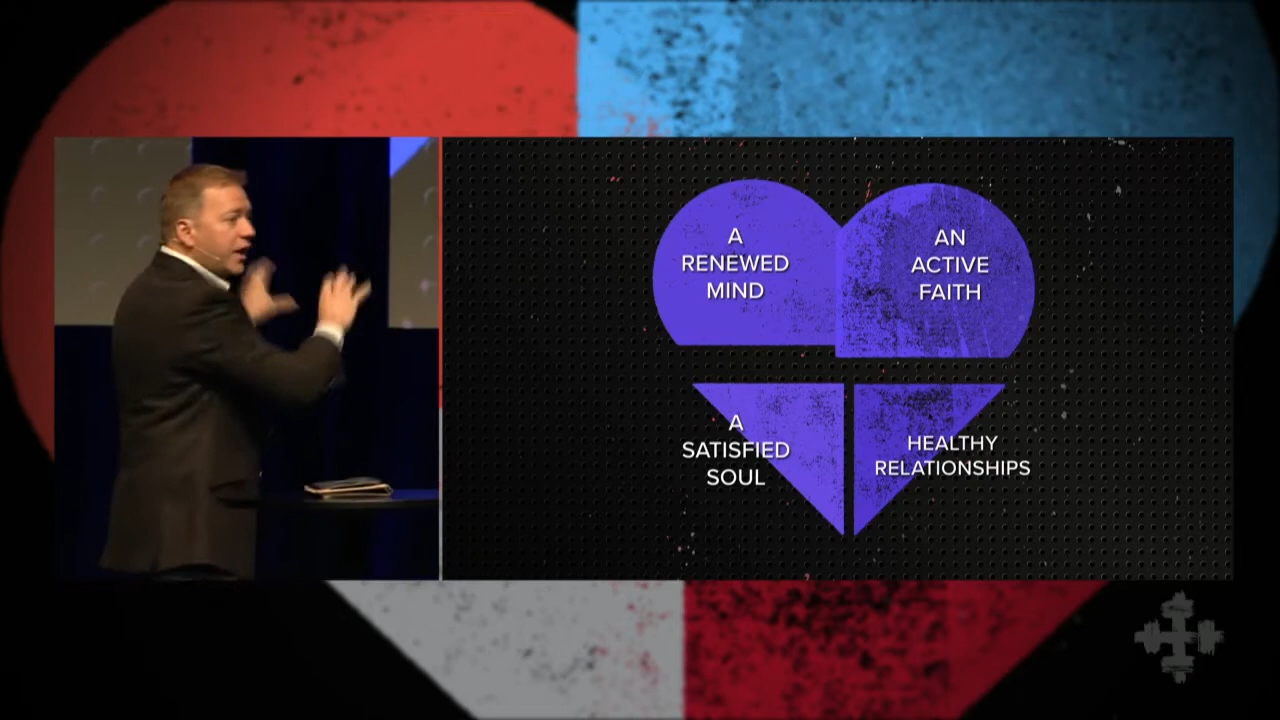 A
RENEWED
MIND
AN
ACTIVE
FAITH
A
SATISFIED
SOUL
HEALTHY
RELATIONSHIPS